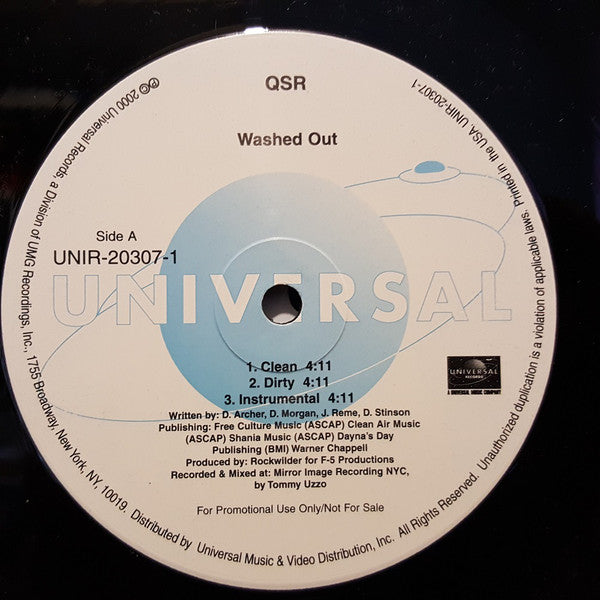 QSR
Washed Out
Side A
UNIR-20307-1
UNIVERSAL
1. Clean 4:11
2. Dirty 4:11
3. Instrumental 4:11
Written by: D. Archer, D. Morgan, J. Reme, D. Stinson
Publishing: Free Culture Music (ASCAP) Clean Air Music
(ASCAP) Shania Music (ASCAP) Dayna's Day
Publishing (BMI) Warner Chappell
Produced by: Rockwilder for F-5 Productions
Recorded & Mixed at: Mirror Image Recording NYC,
by Tommy Uzzo
For Promotional Use Only/Not For Sale
UNIVERSAL
RECORDS
A UNIVERSAL MUSIC COMPANY
℗© 2000 Universal Records, a Division of UMG Recordings, Inc., 1755 Broadway, New York, NY, 10019. Distributed by Universal Music & Video Distribution, Inc. All Rights Reserved. Unauthorized duplication is a violation of applicable laws. Printed in the USA. UNIR-20307-1